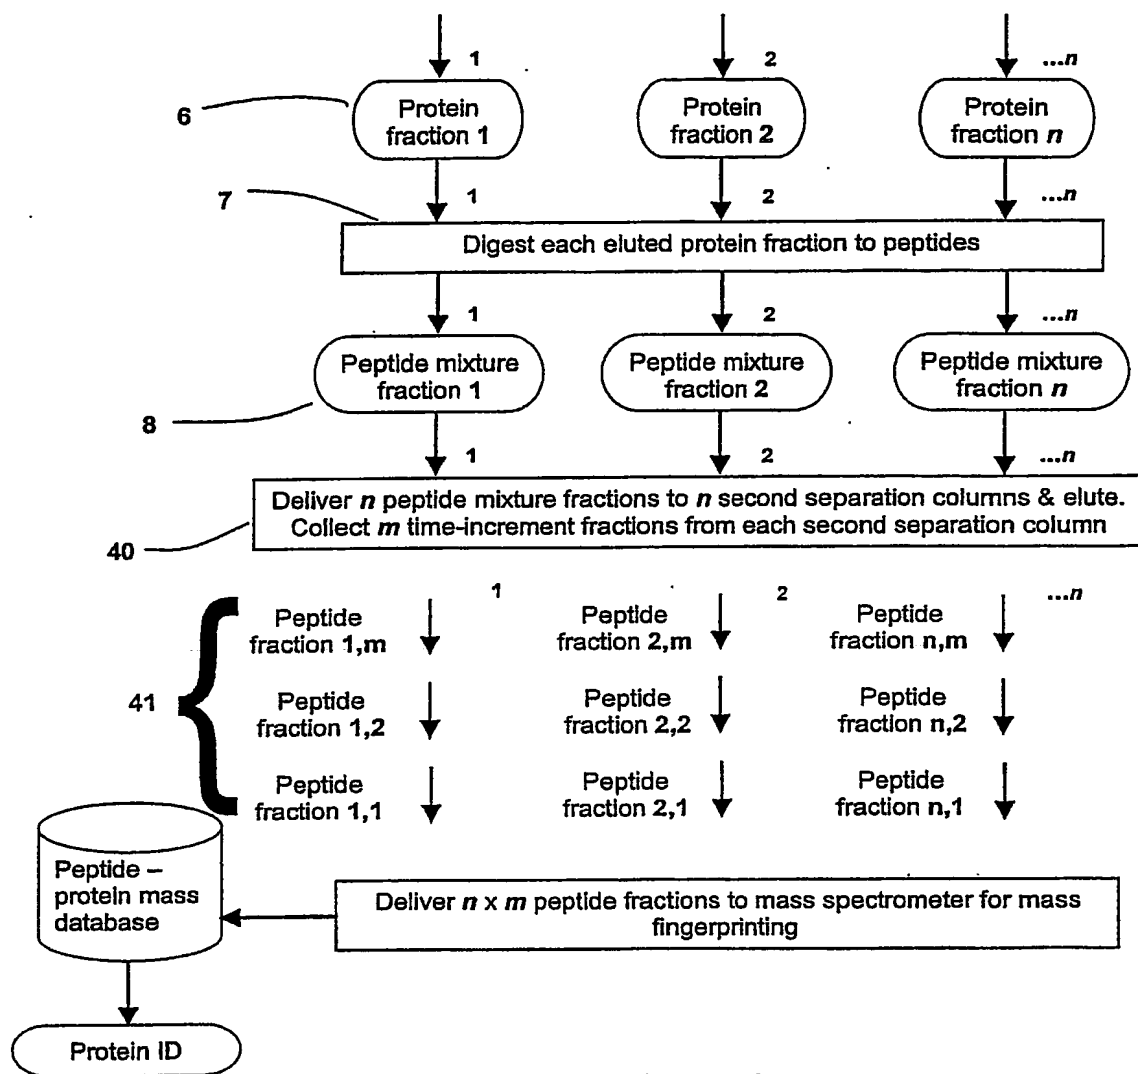 1 2 ...n
6
Protein
fraction 1
Protein
fraction 2
Protein
fraction n
7
1 2 ...n
Digest each eluted protein fraction to peptides
1 2 ...n
Peptide mixture
fraction 1
Peptide mixture
fraction 2
Peptide mixture
fraction n
8
1 2 ...n
Deliver n peptide mixture fractions to n second separation columns & elute.
Collect m time-increment fractions from each second separation column
40
1 2 ...n
Peptide
fraction 1,m
Peptide
fraction 2,m
Peptide
fraction n,m
41
Peptide
fraction 1,2
Peptide
fraction 2,2
Peptide
fraction n,2
Peptide
fraction 1,1
Peptide
fraction 2,1
Peptide
fraction n,1
Peptide –
protein mass
database
Deliver n x m peptide fractions to mass spectrometer for mass
fingerprinting
Protein ID